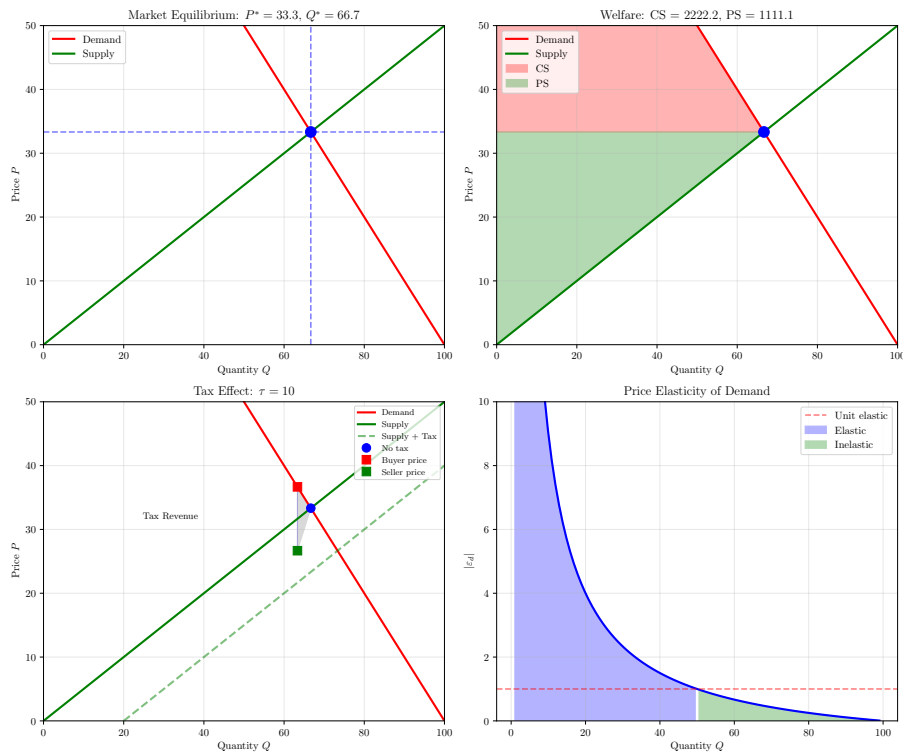 Market Equilibrium: P* = 33.3, Q* = 66.7
50
40
30
20
10
0
Price P
Demand
Supply
0 20 40 60 80 100
Quantity Q
Welfare: CS = 2222.2, PS = 1111.1
50
40
30
20
10
0
Price P
Demand
Supply
CS
PS
0 20 40 60 80 100
Quantity Q
Tax Effect: τ = 10
50
40
30
20
10
0
Price P
Demand
Supply
Supply + Tax
No tax
Buyer price
Seller price
Tax Revenue
0 20 40 60 80 100
Quantity Q
Price Elasticity of Demand
10
8
6
4
2
0
|ε_d|
Unit elastic
Elastic
Inelastic
0 20 40 60 80 100
Quantity Q